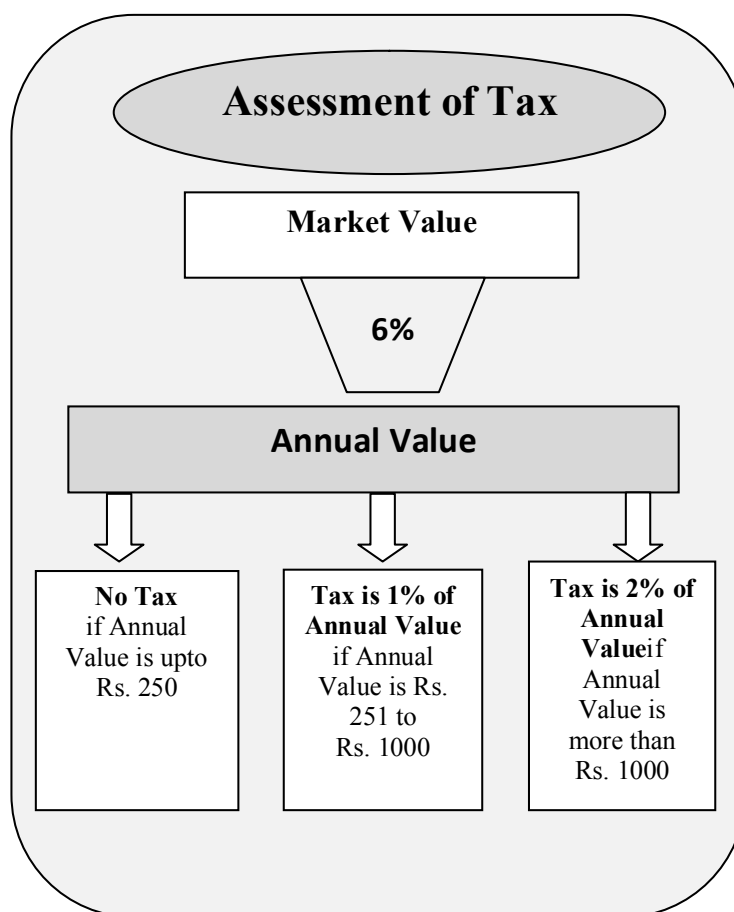 Assessment of Tax
Market Value
6%
Annual Value
No Tax
if Annual
Value is upto
Rs. 250
Tax is 1% of
Annual Value
if Annual
Value is Rs.
251 to
Rs. 1000
Tax is 2% of
Annual
Valueif
Annual
Value is
more than
Rs. 1000